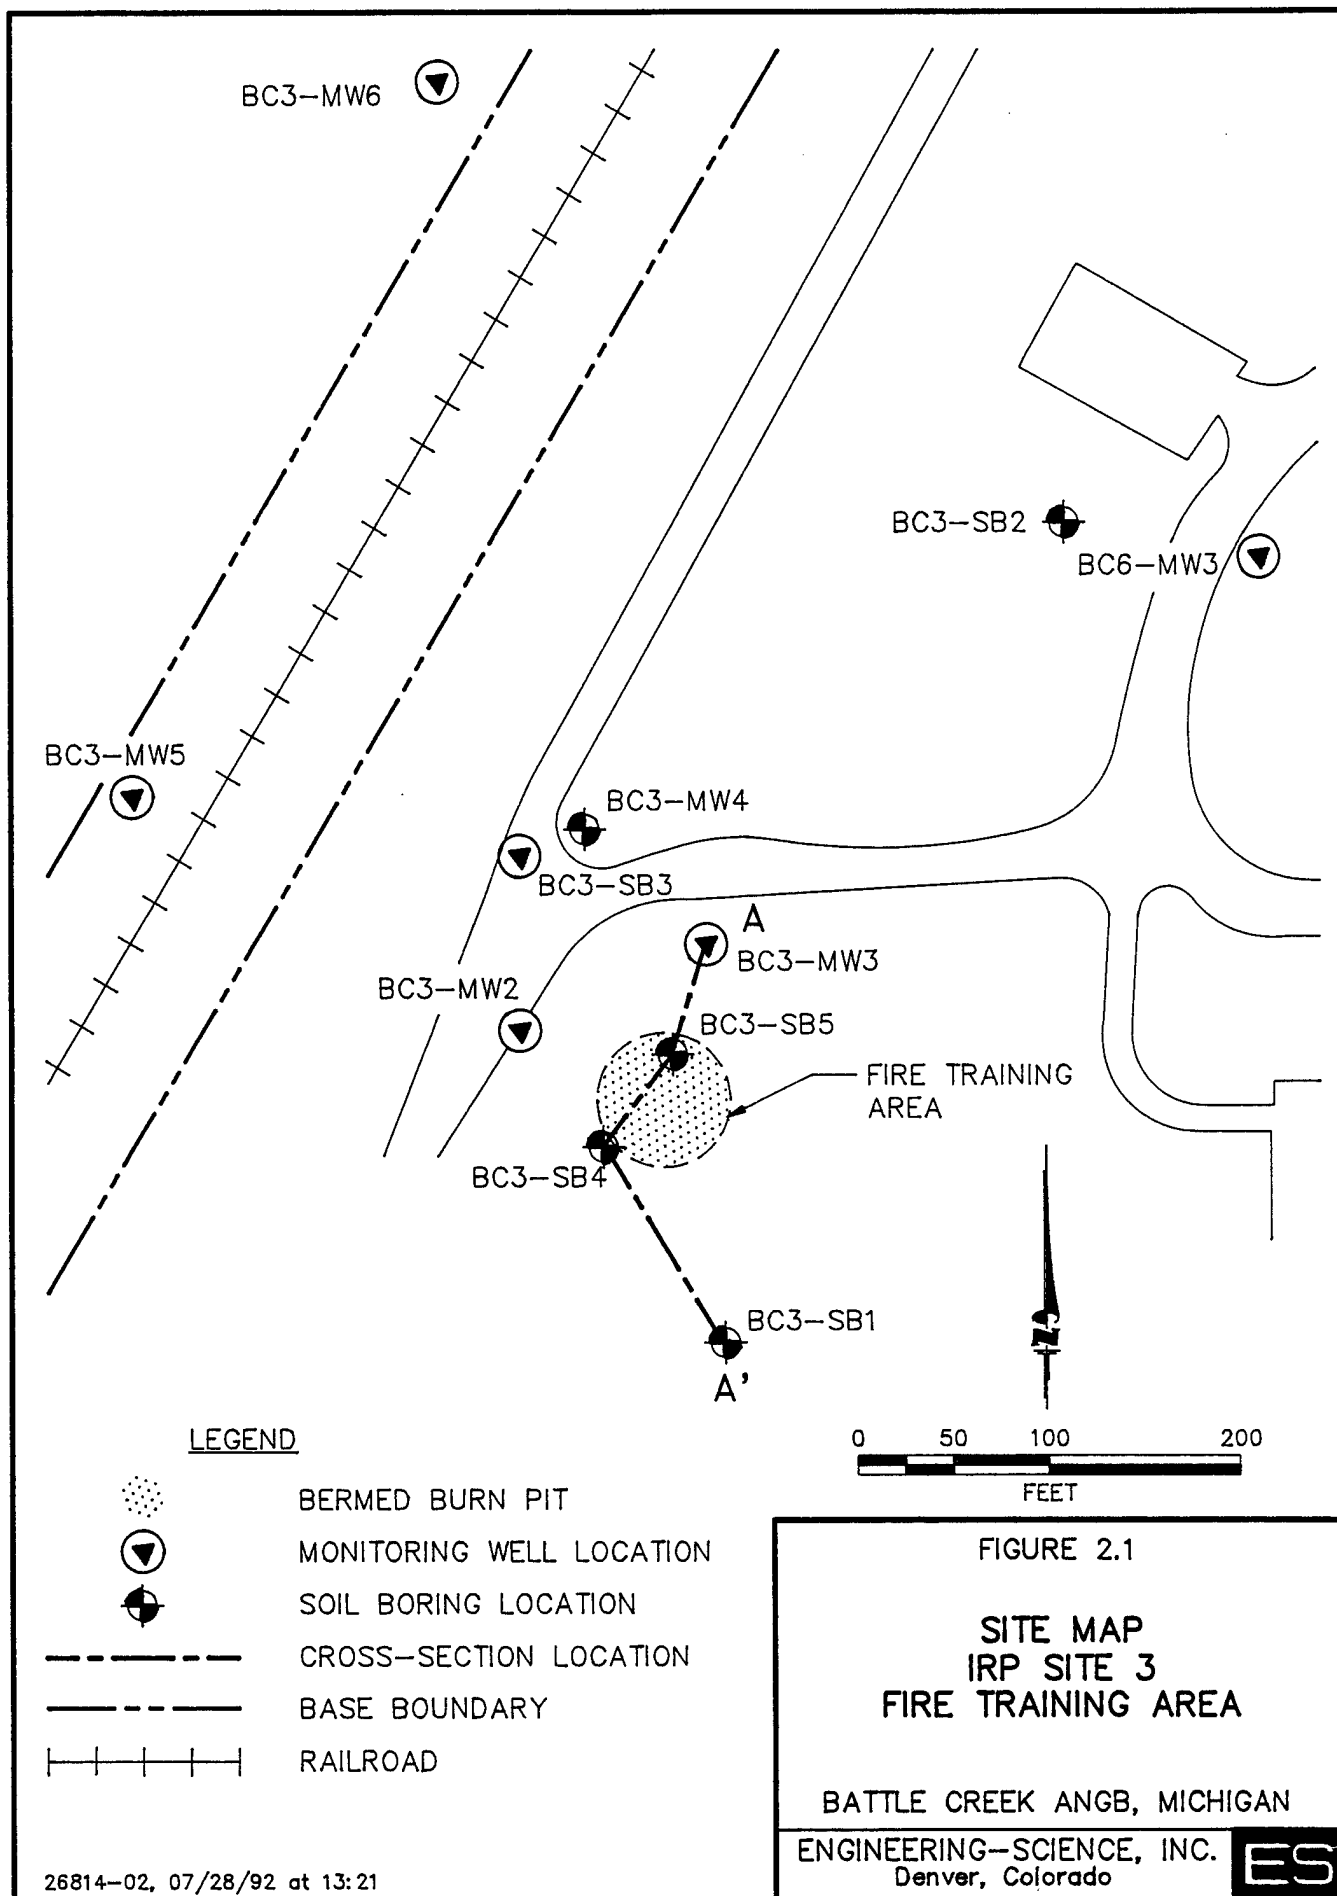 BC3-MW6
BC3-SB2
BC6-MW3
BC3-MW5
BC3-MW4
BC3-SB3
A
BC3-MW3
BC3-MW2
BC3-SB5
FIRE TRAINING
AREA
BC3-SB4
BC3-SB1
A'
N
LEGEND
BERMED BURN PIT
MONITORING WELL LOCATION
SOIL BORING LOCATION
CROSS-SECTION LOCATION
BASE BOUNDARY
RAILROAD
0 50 100 200
FEET
FIGURE 2.1
SITE MAP
IRP SITE 3
FIRE TRAINING AREA
BATTLE CREEK ANGB, MICHIGAN
ENGINEERING-SCIENCE, INC.
Denver, Colorado
ES
26814-02, 07/28/92 at 13:21